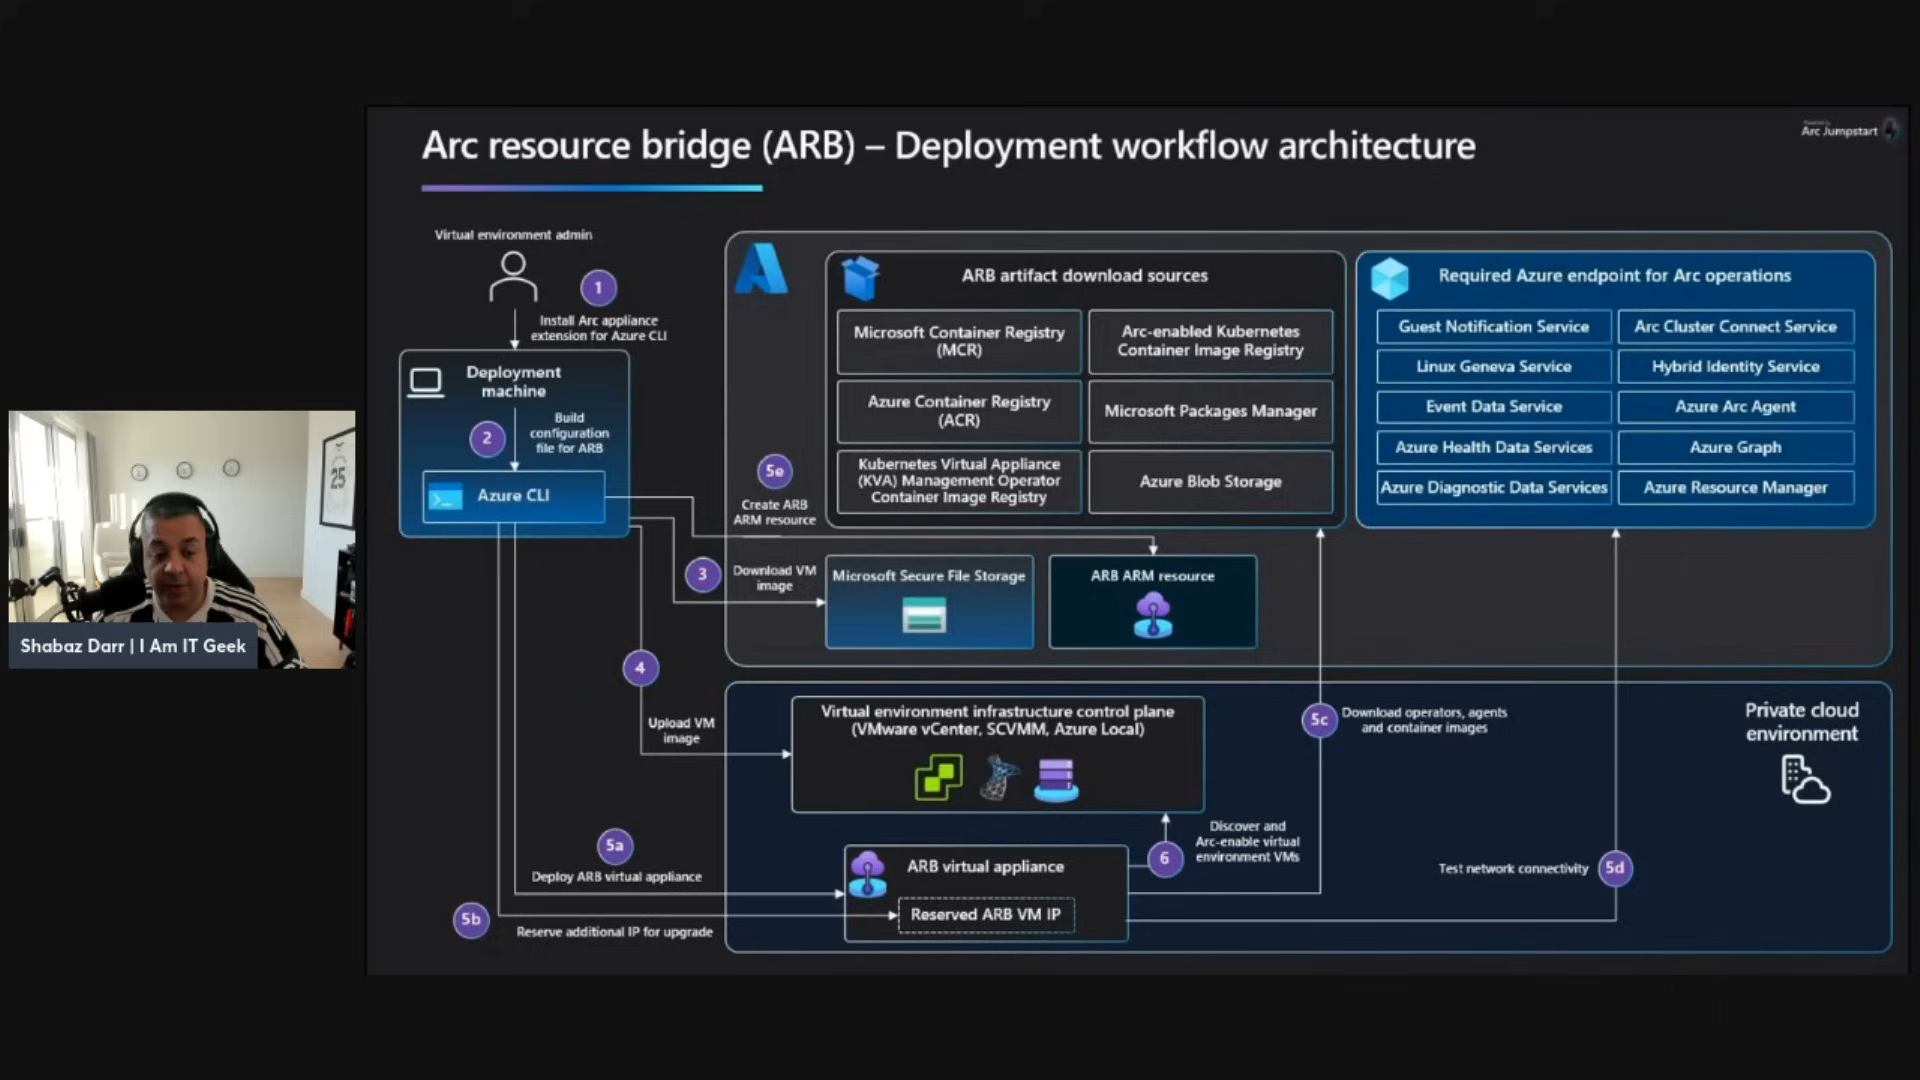 Arc resource bridge (ARB) – Deployment workflow architecture
Arc Jumpstart
Virtual environment admin
1
Install Arc appliance
extension for Azure CLI
Deployment
machine
2
Build
configuration
file for ARB
Azure CLI
5e
Create ARB
ARM resource
3
Download VM
image
4
Upload VM
image
5a
Deploy ARB virtual appliance
5b
Reserve additional IP for upgrade
ARB artifact download sources
Microsoft Container Registry
(MCR)
Arc-enabled Kubernetes
Container Image Registry
Azure Container Registry
(ACR)
Microsoft Packages Manager
Kubernetes Virtual Appliance
(KVA) Management Operator
Container Image Registry
Azure Blob Storage
Required Azure endpoint for Arc operations
Guest Notification Service
Arc Cluster Connect Service
Linux Geneva Service
Hybrid Identity Service
Event Data Service
Azure Arc Agent
Azure Health Data Services
Azure Graph
Azure Diagnostic Data Services
Azure Resource Manager
Microsoft Secure File Storage
ARB ARM resource
Virtual environment infrastructure control plane
(VMware vCenter, SCVMM, Azure Local)
5c
Download operators, agents
and container images
Private cloud
environment
6
Discover and
Arc-enable virtual
environment VMs
ARB virtual appliance
Reserved ARB VM IP
Test network connectivity
5d
25
Shabaz Darr | I Am IT Geek